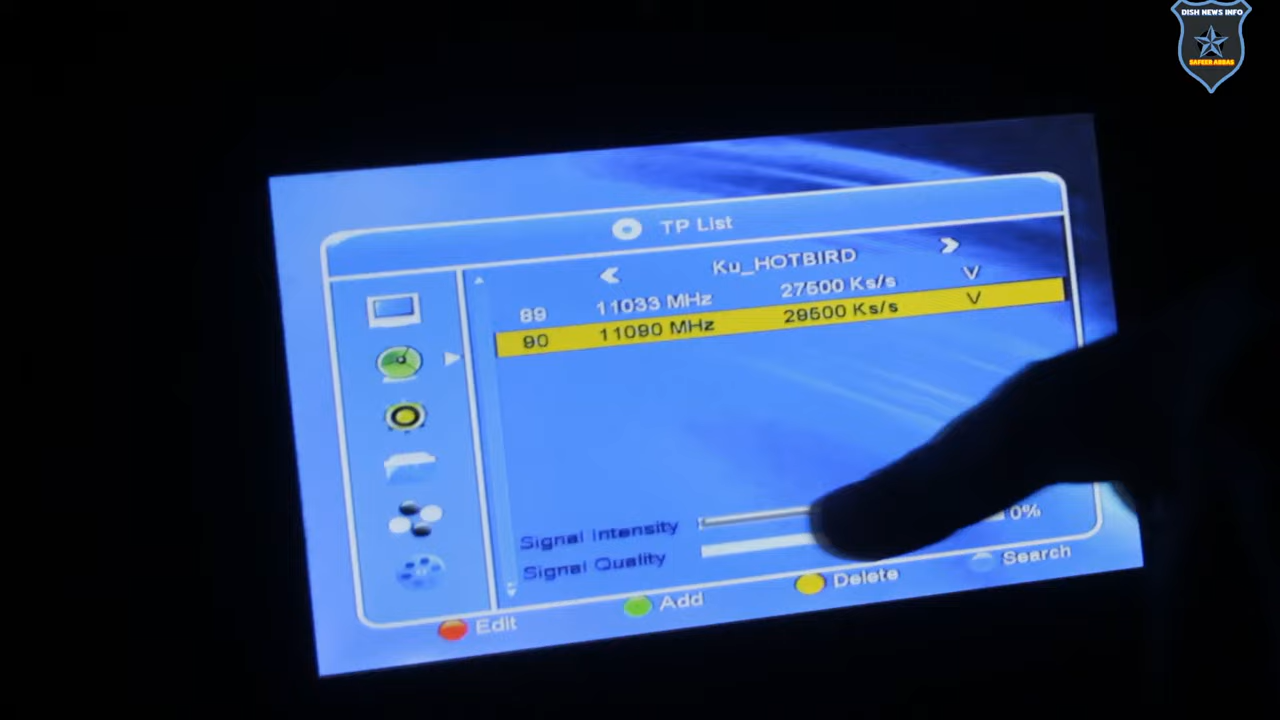 DISH NEWS INFO
SAFEER ABBAS
TP List
Ku_HOTBIRD
89 11033 MHz 27500 Ks/s V
90 11090 MHz 29500 Ks/s V
Signal Intensity
0%
Signal Quality
Edit Add Delete Search